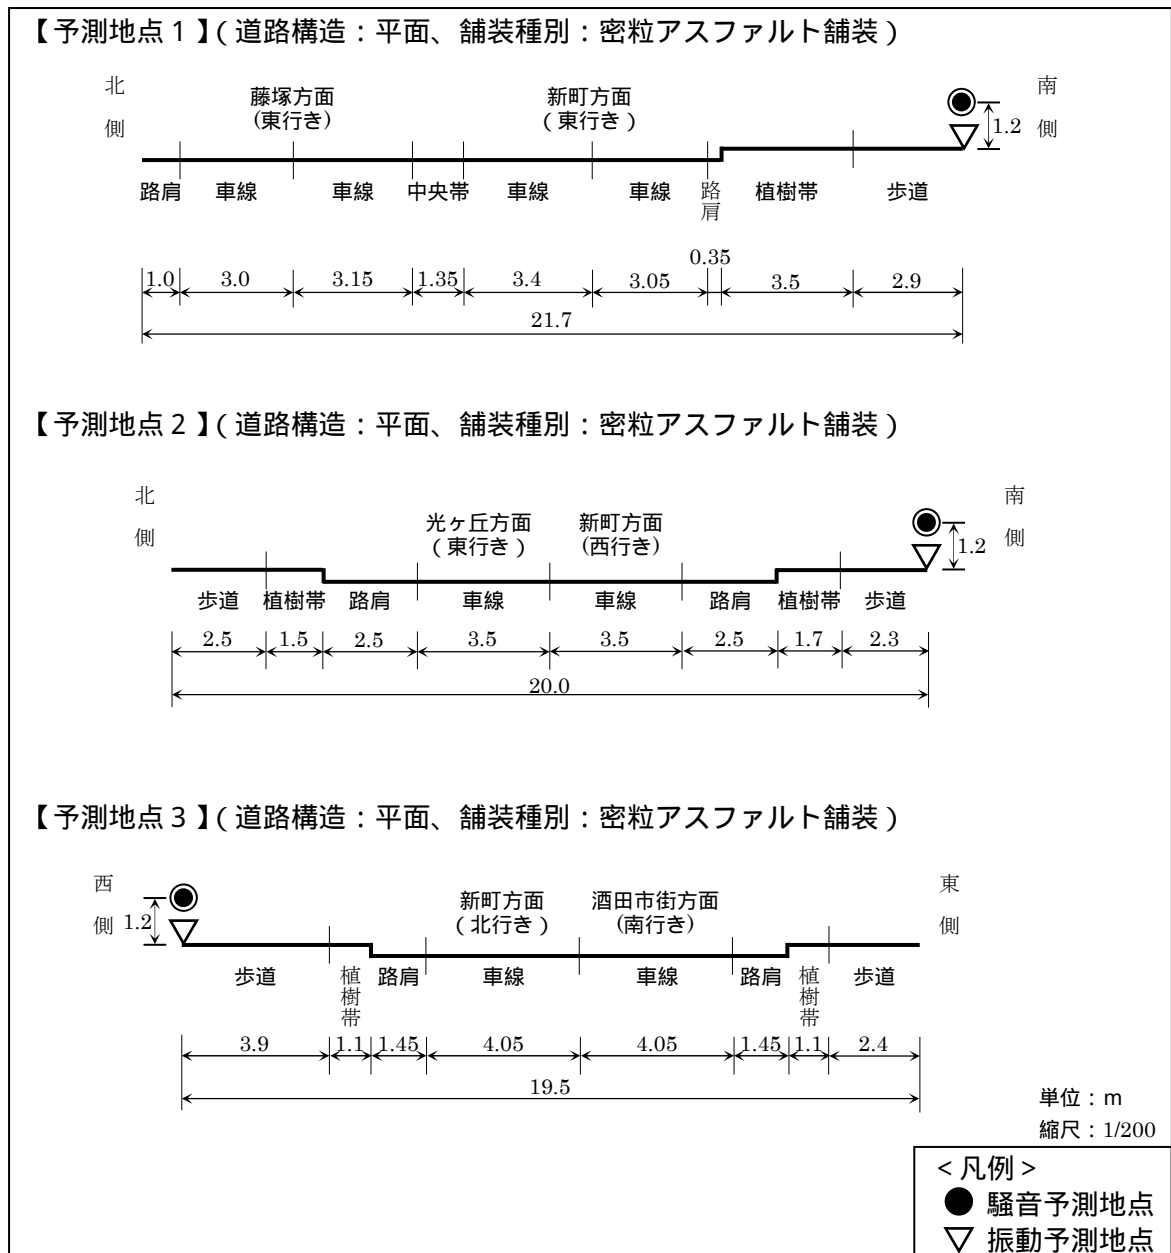 【予測地点１】(道路構造：平面、舗装種別：密粒アスファルト舗装)
北側
藤塚方面
(東行き)
新町方面
(東行き)
南側
1.2
路肩 車線 車線 中央帯 車線 車線 路肩 植樹帯 歩道
1.0 3.0 3.15 1.35 3.4 3.05 0.35 3.5 2.9
21.7
【予測地点２】(道路構造：平面、舗装種別：密粒アスファルト舗装)
北側
光ヶ丘方面
(東行き)
新町方面
(西行き)
南側
1.2
歩道 植樹帯 路肩 車線 車線 路肩 植樹帯 歩道
2.5 1.5 2.5 3.5 3.5 2.5 1.7 2.3
20.0
【予測地点３】(道路構造：平面、舗装種別：密粒アスファルト舗装)
西側
1.2
新町方面
(北行き)
酒田市街方面
(南行き)
東側
歩道 植樹帯 路肩 車線 車線 路肩 植樹帯 歩道
3.9 1.1 1.45 4.05 4.05 1.45 1.1 2.4
19.5
単位：m
縮尺：1/200
＜凡例＞
騒音予測地点
振動予測地点